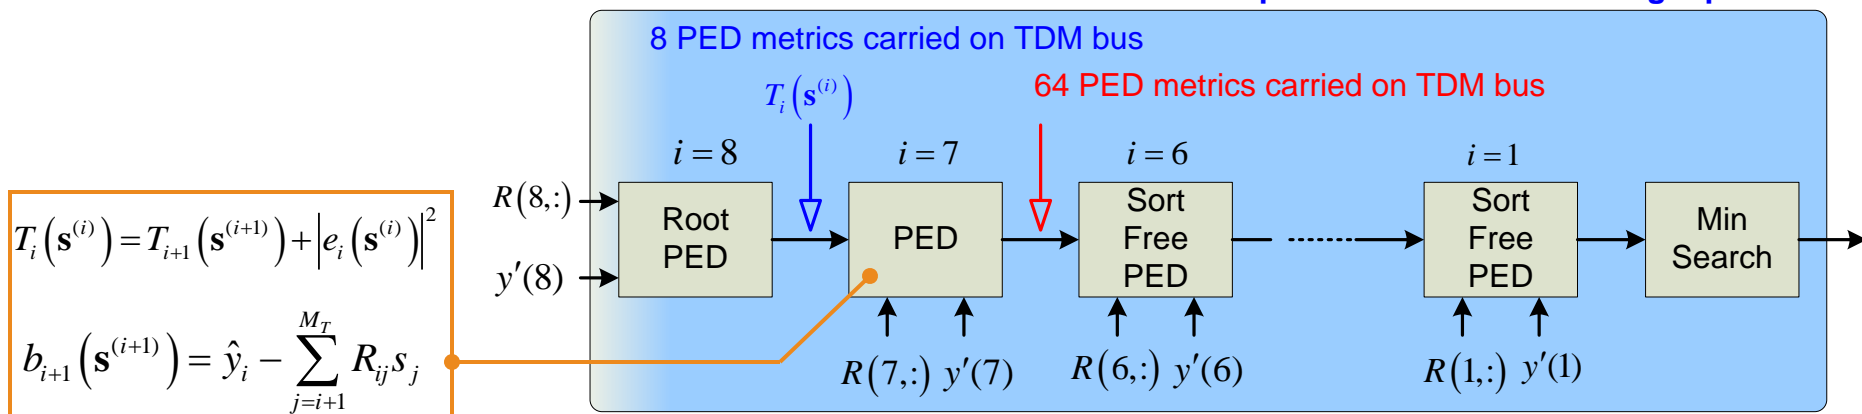 8 PED metrics carried on TDM bus
T_i(s^(i))
64 PED metrics carried on TDM bus
i = 8
i = 7
i = 6
i = 1
R(8,:)
y′(8)
Root
PED
PED
Sort
Free
PED
Sort
Free
PED
Min
Search
R(7,:) y′(7)
R(6,:) y′(6)
R(1,:) y′(1)
T_i(s^(i)) = T_{i+1}(s^(i+1)) + |e_i(s^(i))|^2
b_{i+1}(s^(i+1)) = ŷ_i − ∑_{j=i+1}^{M_T} R_{ij} s_j